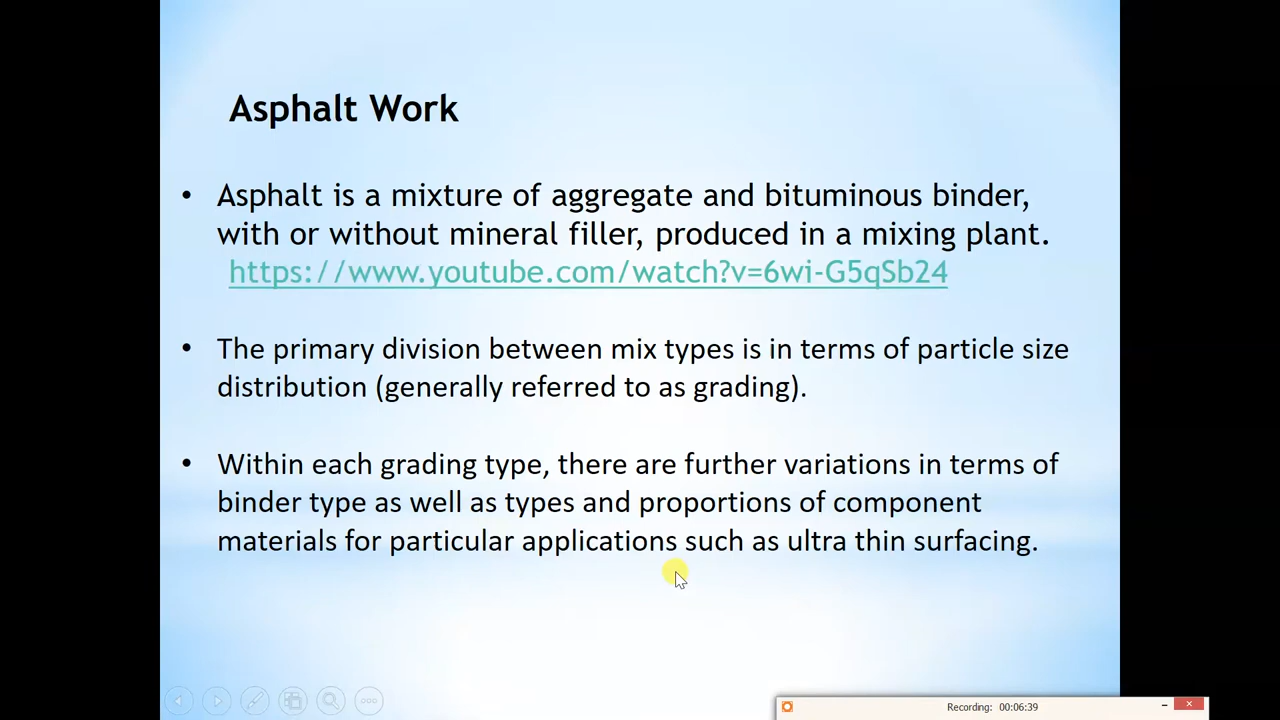 Asphalt Work
• Asphalt is a mixture of aggregate and bituminous binder,
with or without mineral filler, produced in a mixing plant.
https://www.youtube.com/watch?v=6wi-G5qSb24
• The primary division between mix types is in terms of particle size
distribution (generally referred to as grading).
• Within each grading type, there are further variations in terms of
binder type as well as types and proportions of component
materials for particular applications such as ultra thin surfacing.
Recording: 00:06:39